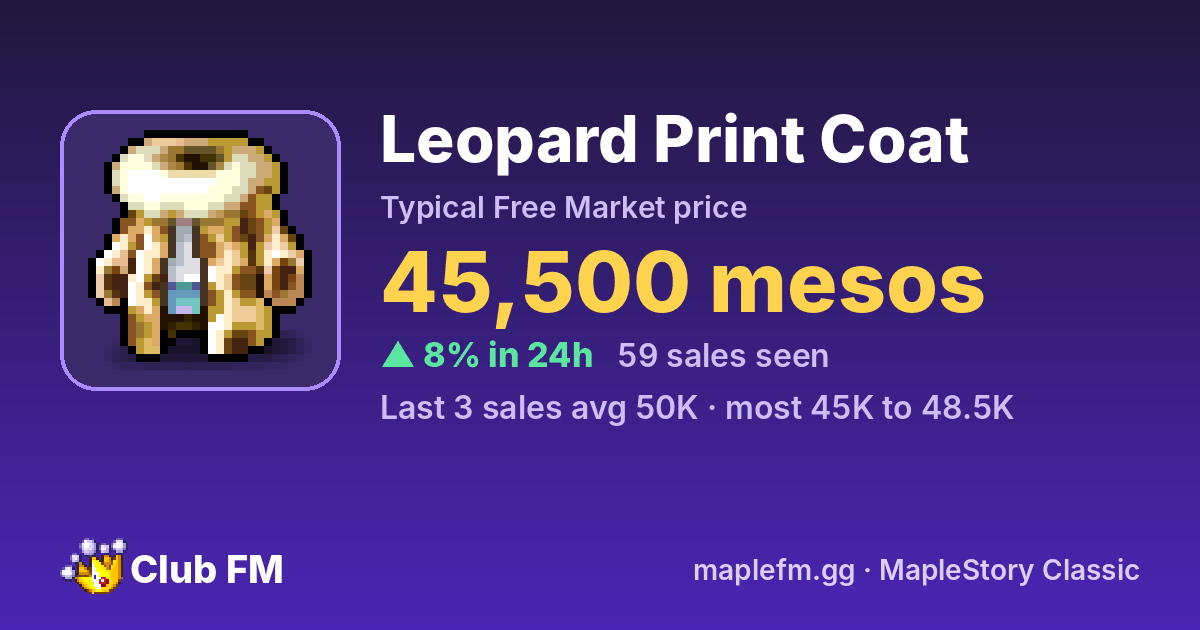 Leopard Print Coat
Typical Free Market price
45,500 mesos
▲ 8% in 24h 59 sales seen
Last 3 sales avg 50K · most 45K to 48.5K
Club FM
maplefm.gg · MapleStory Classic